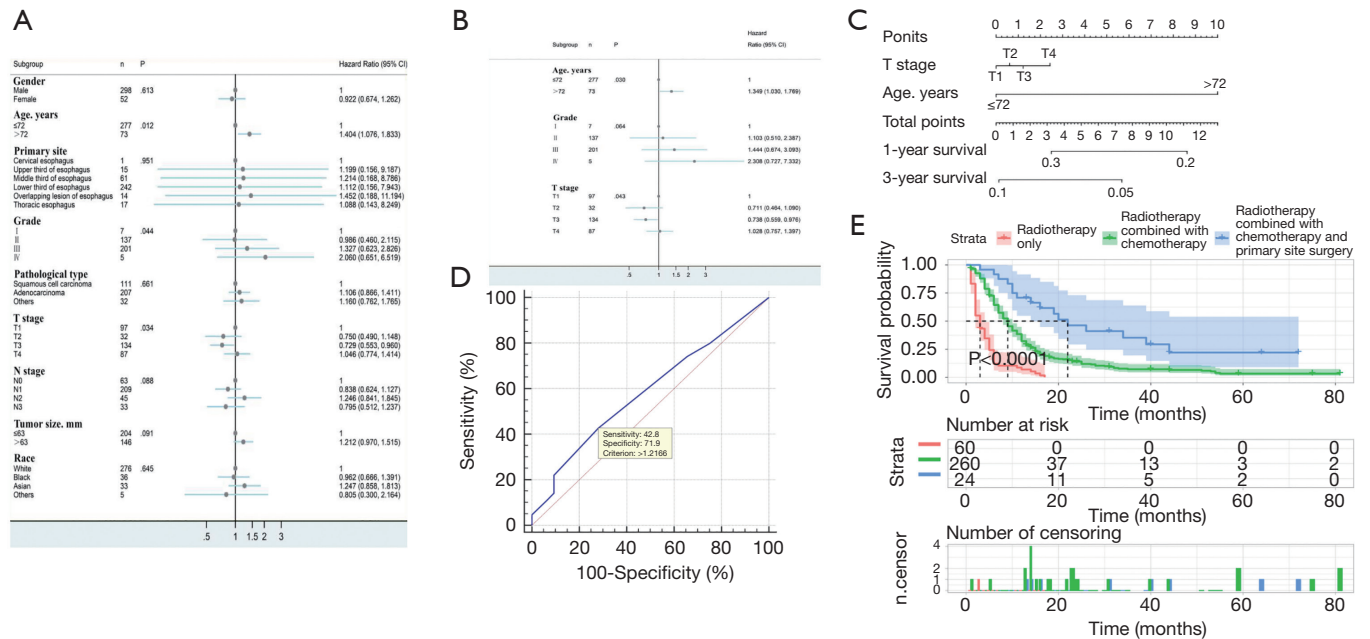 A
Subgroup n P Hazard Ratio (95% CI)
Gender
Male 298 .613 1
Female 52 0.922 (0.674, 1.262)
Age. years
≤72 277 .012 1
>72 73 1.404 (1.076, 1.833)
Primary site
Cervical esophagus 1 .951 1
Upper third of esophagus 15 1.199 (0.156, 9.187)
Middle third of esophagus 61 1.214 (0.168, 8.786)
Lower third of esophagus 242 1.112 (0.156, 7.943)
Overlapping lesion of esophagus 14 1.452 (0.188, 11.194)
Thoracic esophagus 17 1.088 (0.143, 8.249)
Grade
I 7 .044 1
II 137 0.986 (0.460, 2.115)
III 201 1.327 (0.623, 2.826)
IV 5 2.060 (0.651, 6.519)
Pathological type
Squamous cell carcinoma 111 .661 1
Adenocarcinoma 207 1.106 (0.866, 1.411)
Others 32 1.160 (0.762, 1.765)
T stage
T1 97 .034 1
T2 32 0.750 (0.490, 1.148)
T3 134 0.729 (0.553, 0.960)
T4 87 1.046 (0.774, 1.414)
N stage
N0 63 .088 1
N1 209 0.838 (0.624, 1.127)
N2 45 1.246 (0.841, 1.845)
N3 33 0.795 (0.512, 1.237)
Tumor size. mm
≤63 204 .091 1
>63 146 1.212 (0.970, 1.515)
Race
White 276 .645 1
Black 36 0.962 (0.666, 1.391)
Asian 33 1.247 (0.858, 1.813)
Others 5 0.805 (0.300, 2.164)
.5 1 1.5 2 3
B
Hazard
Subgroup n P Ratio (95% CI)
Age. years
≤72 277 .030 1
>72 73 1.349 (1.030, 1.769)
Grade
I 7 .064 1
II 137 1.103 (0.510, 2.387)
III 201 1.444 (0.674, 3.093)
IV 5 2.308 (0.727, 7.332)
T stage
T1 97 .043 1
T2 32 0.711 (0.464, 1.090)
T3 134 0.738 (0.559, 0.976)
T4 87 1.028 (0.757, 1.397)
.5 1 1.5 2 3
C
Ponits 0 1 2 3 4 5 6 7 8 9 10
T2 T4
T stage
T1 T3
>72
Age. years
≤72
Total points
0 1 2 3 4 5 6 7 8 9 10 12
1-year survival
0.3 0.2
3-year survival
0.1 0.05
D
Sensitivity (%)
100
80
60
40
20
0
Sensitivity: 42.8
Specificity: 71.9
Criterion: >1.2166
0 20 40 60 80 100
100-Specificity (%)
E
Strata
Radiotherapy only
Radiotherapy combined with chemotherapy
Radiotherapy combined with chemotherapy and primary site surgery
Survival probability
1.00
0.75
0.50
0.25
0.00
P<0.0001
0 20 40 60 80
Time (months)
Number at risk
Strata
60 0 0 0 0
260 37 13 3 2
24 11 5 2 0
0 20 40 60 80
Time (months)
Number of censoring
n.censor
4
2
1
0
0 20 40 60 80
Time (months)